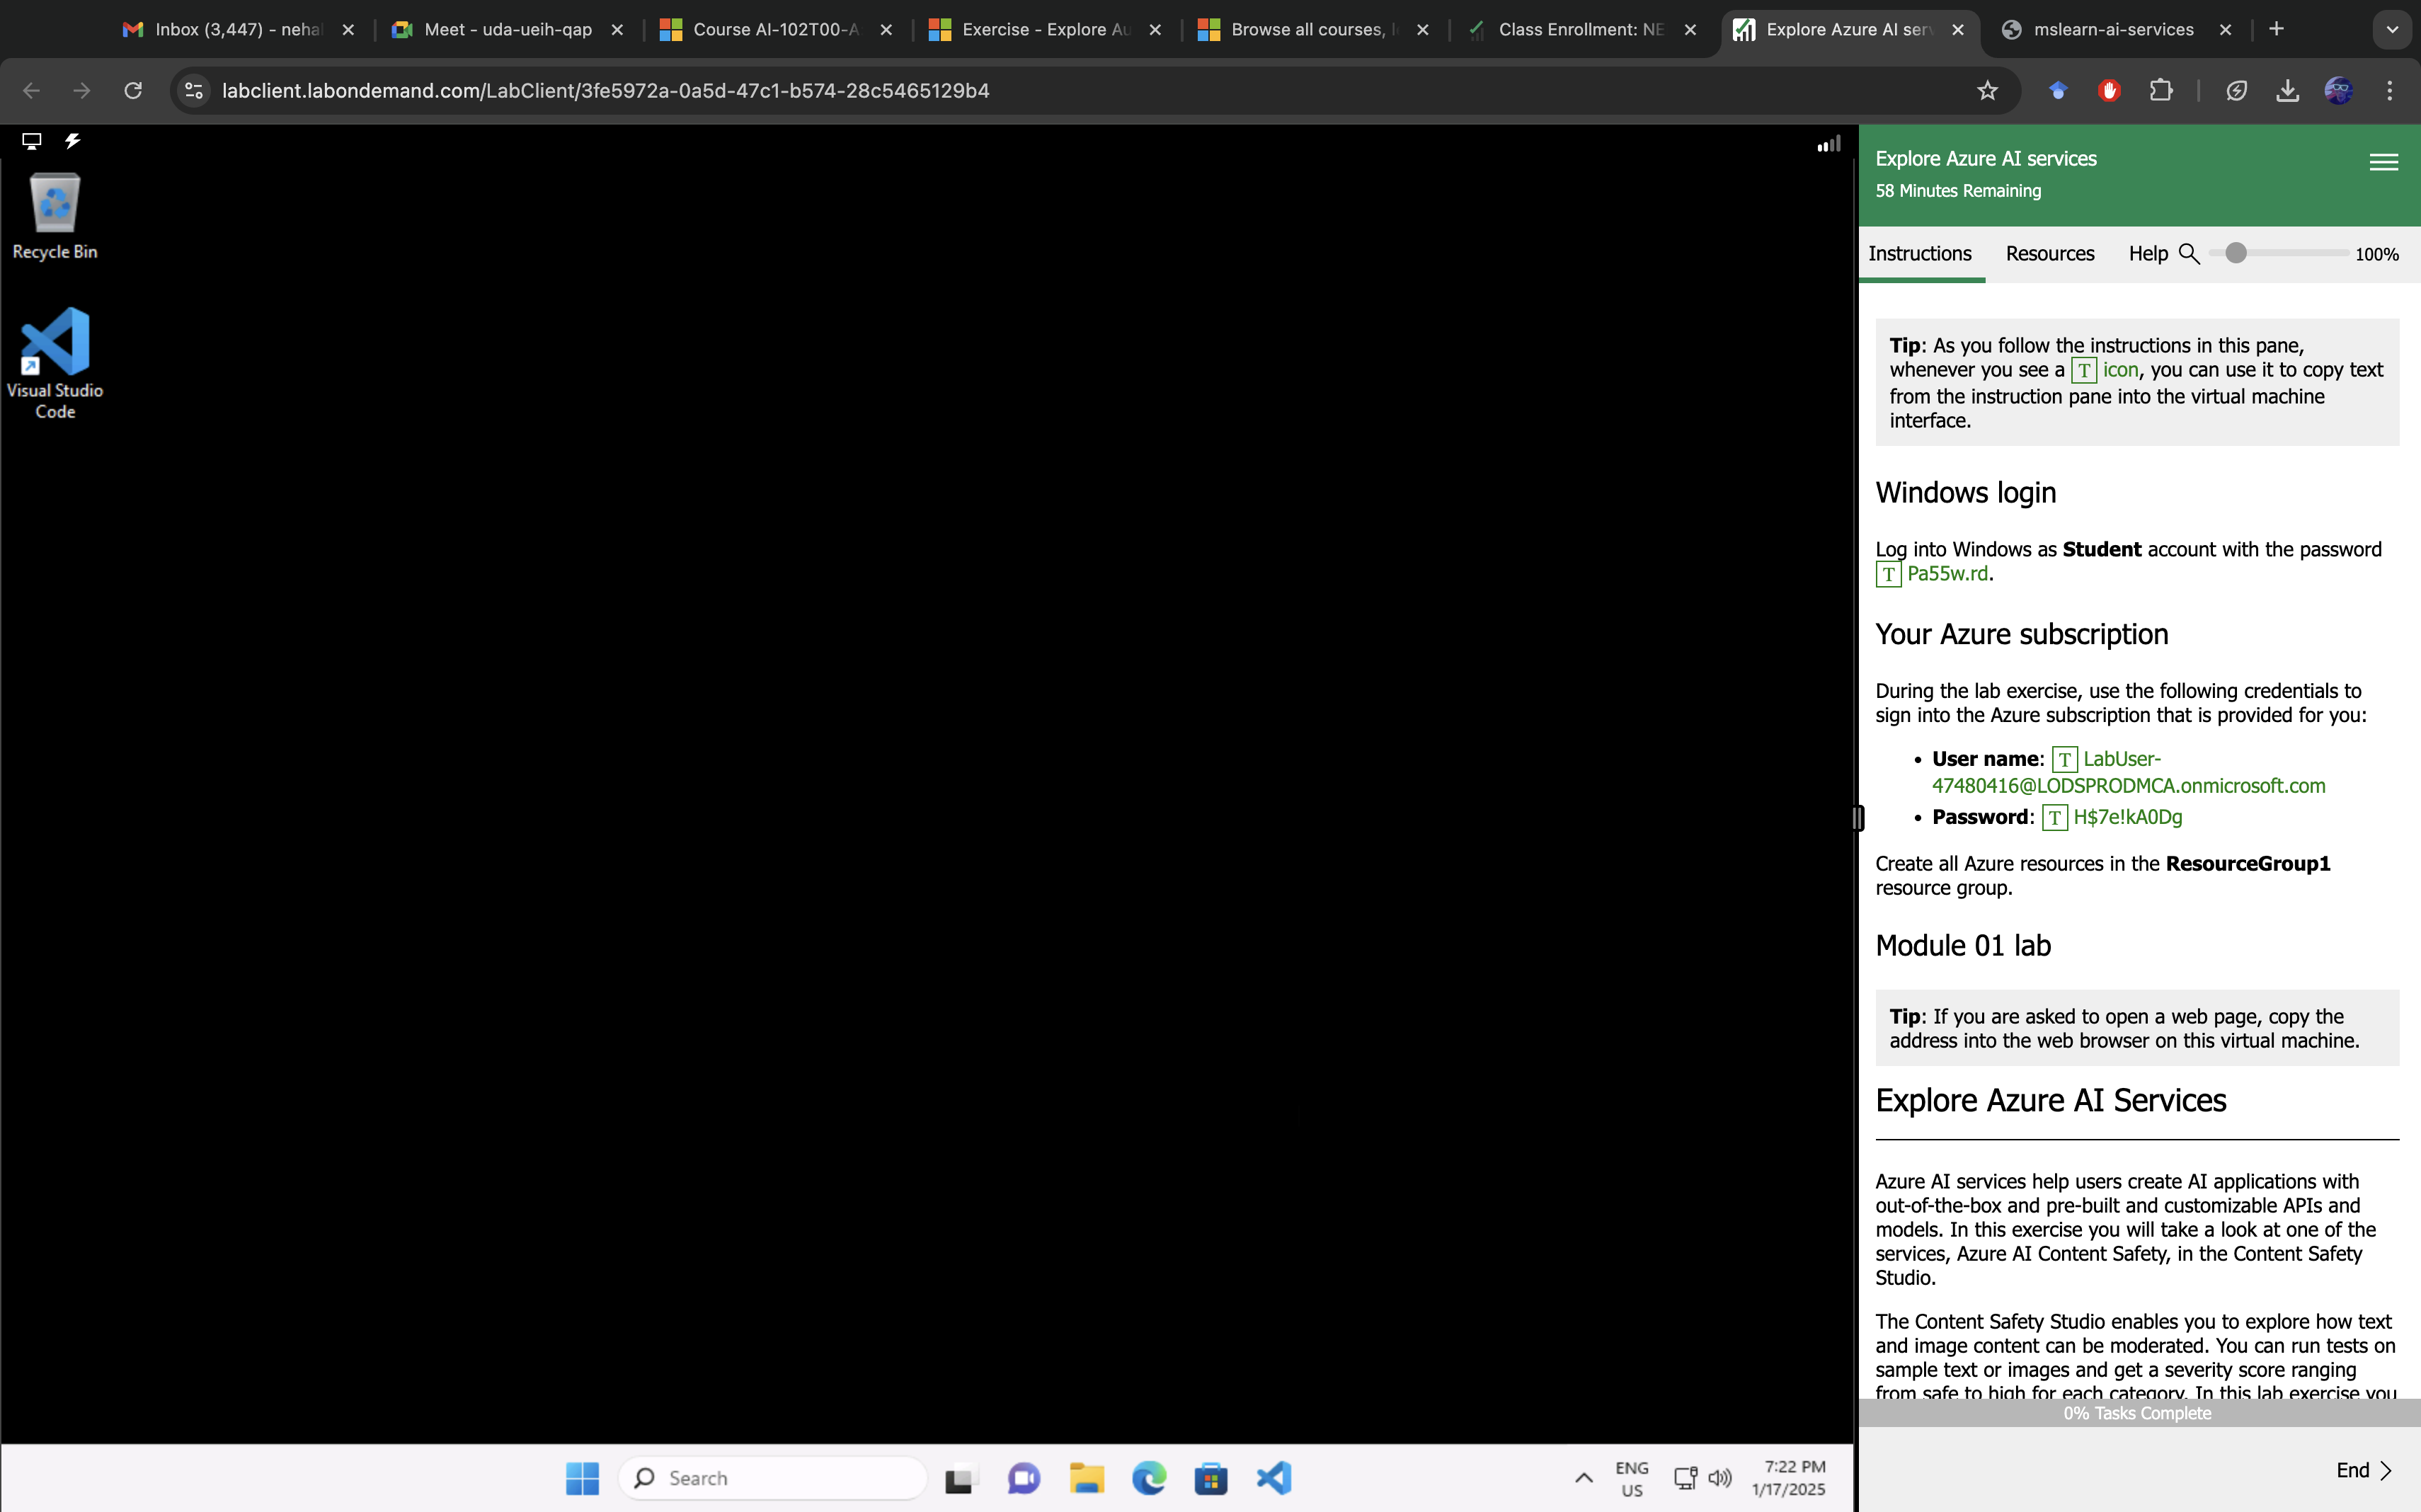 Inbox (3,447) - neha
Meet - uda-ueih-qap
Course AI-102T00-A
Exercise - Explore Au
Browse all courses, l
Class Enrollment: NE
Explore Azure AI serv
mslearn-ai-services
labclient.labondemand.com/LabClient/3fe5972a-0a5d-47c1-b574-28c5465129b4
Recycle Bin
Visual Studio
Code
Search
ENG
US
7:22 PM
1/17/2025
Explore Azure AI services
58 Minutes Remaining
Instructions Resources Help 100%
Tip: As you follow the instructions in this pane,
whenever you see a T icon, you can use it to copy text
from the instruction pane into the virtual machine
interface.
Windows login
Log into Windows as Student account with the password
T Pa55w.rd.
Your Azure subscription
During the lab exercise, use the following credentials to
sign into the Azure subscription that is provided for you:
• User name: T LabUser-
47480416@LODSPRODMCA.onmicrosoft.com
• Password: T H$7e!kA0Dg
Create all Azure resources in the ResourceGroup1
resource group.
Module 01 lab
Tip: If you are asked to open a web page, copy the
address into the web browser on this virtual machine.
Explore Azure AI Services
Azure AI services help users create AI applications with
out-of-the-box and pre-built and customizable APIs and
models. In this exercise you will take a look at one of the
services, Azure AI Content Safety, in the Content Safety
Studio.
The Content Safety Studio enables you to explore how text
and image content can be moderated. You can run tests on
sample text or images and get a severity score ranging
from safe to high for each category. In this lab exercise you
0% Tasks Complete
End